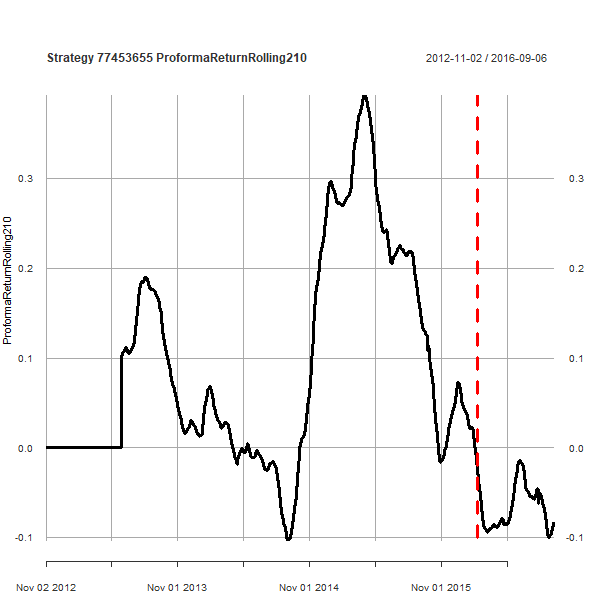 Strategy 77453655 ProformaReturnRolling210
2012-11-02 / 2016-09-06
ProformaReturnRolling210
0.3 0.3
0.2 0.2
0.1 0.1
0.0 0.0
-0.1 -0.1
Nov 02 2012 Nov 01 2013 Nov 01 2014 Nov 01 2015